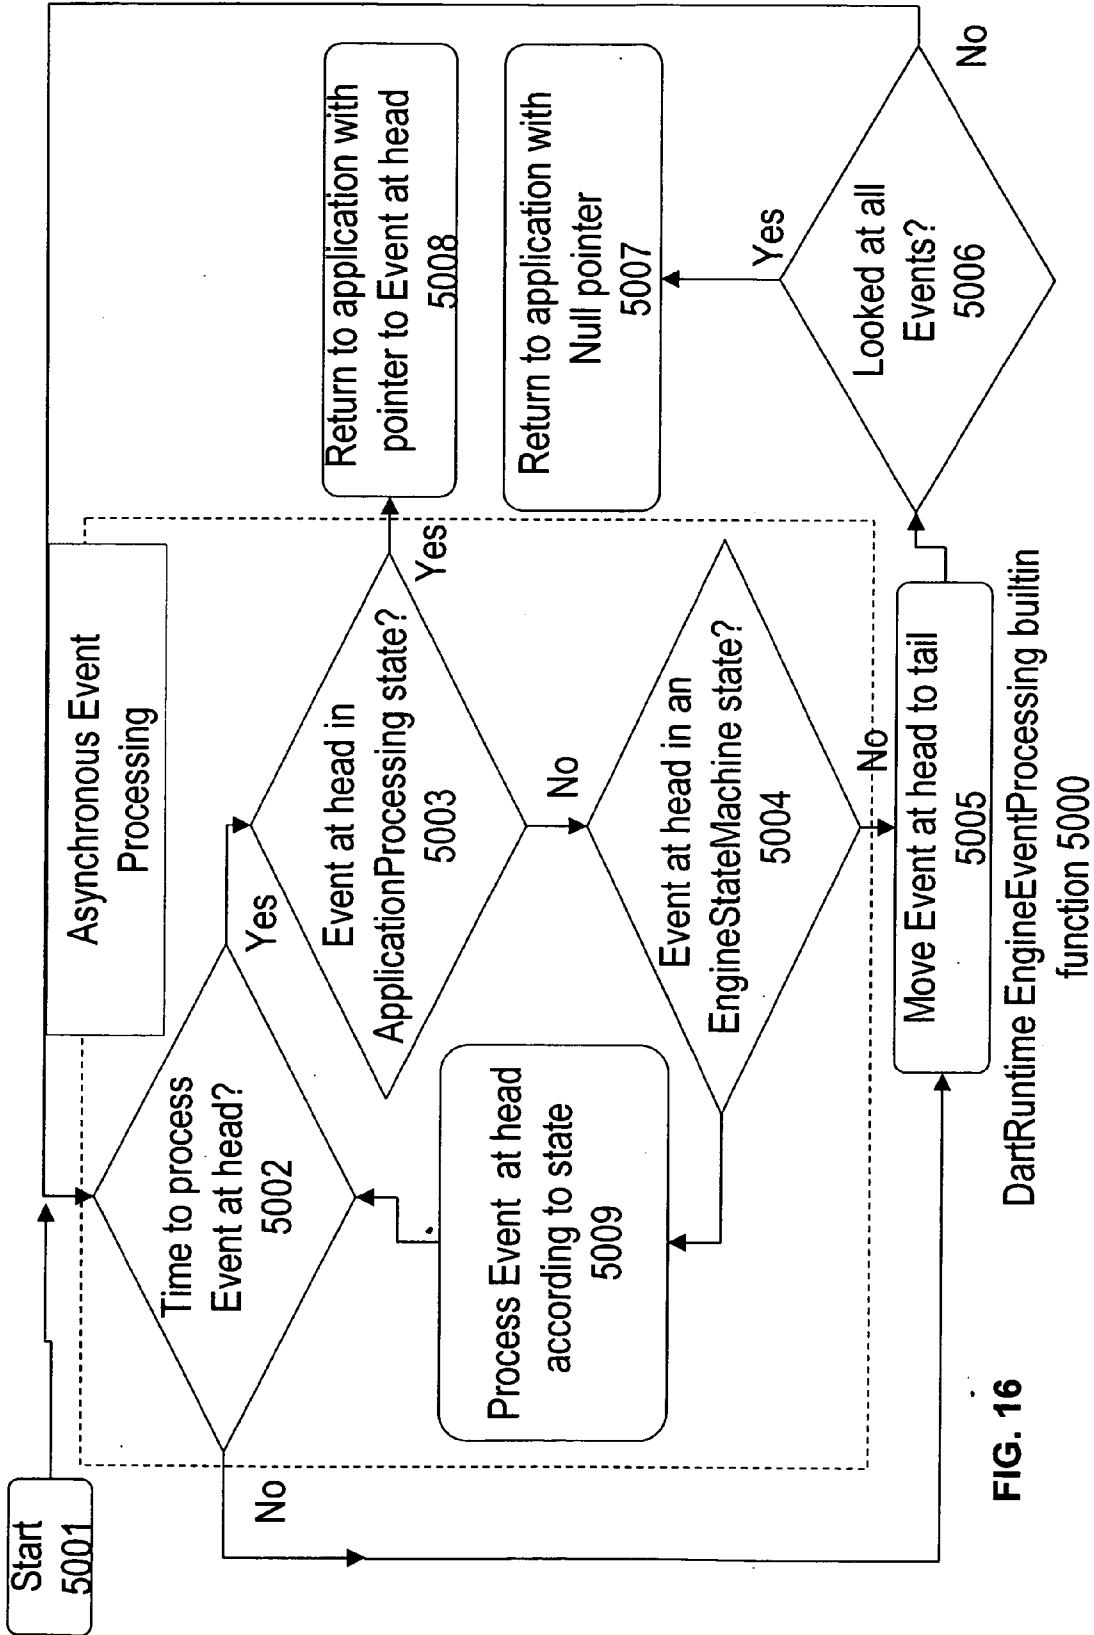 Start
5001
Asynchronous Event
Processing
Time to process
Event at head?
5002
No
Yes
Event at head in
ApplicationProcessing state?
5003
Yes
Return to application with
pointer to Event at head
5008
No
Event at head in an
EngineStateMachine state?
5004
Process Event at head
according to state
5009
No
Move Event at head to tail
5005
Looked at all
Events?
5006
Yes
Return to application with
Null pointer
5007
No
DartRuntime EngineEventProcessing builtin
function 5000
FIG. 16